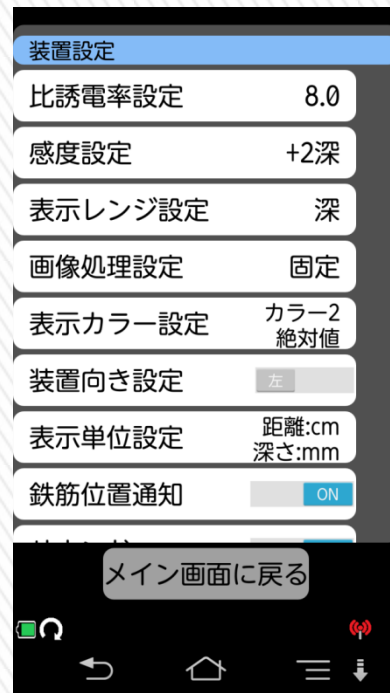 装置設定
比誘電率設定 8.0
感度設定 +2深
表示レンジ設定 深
画像処理設定 固定
表示カラー設定 カラー2
絶対値
装置向き設定 左
表示単位設定 距離:cm
深さ:mm
鉄筋位置通知 ON
メイン画面に戻る